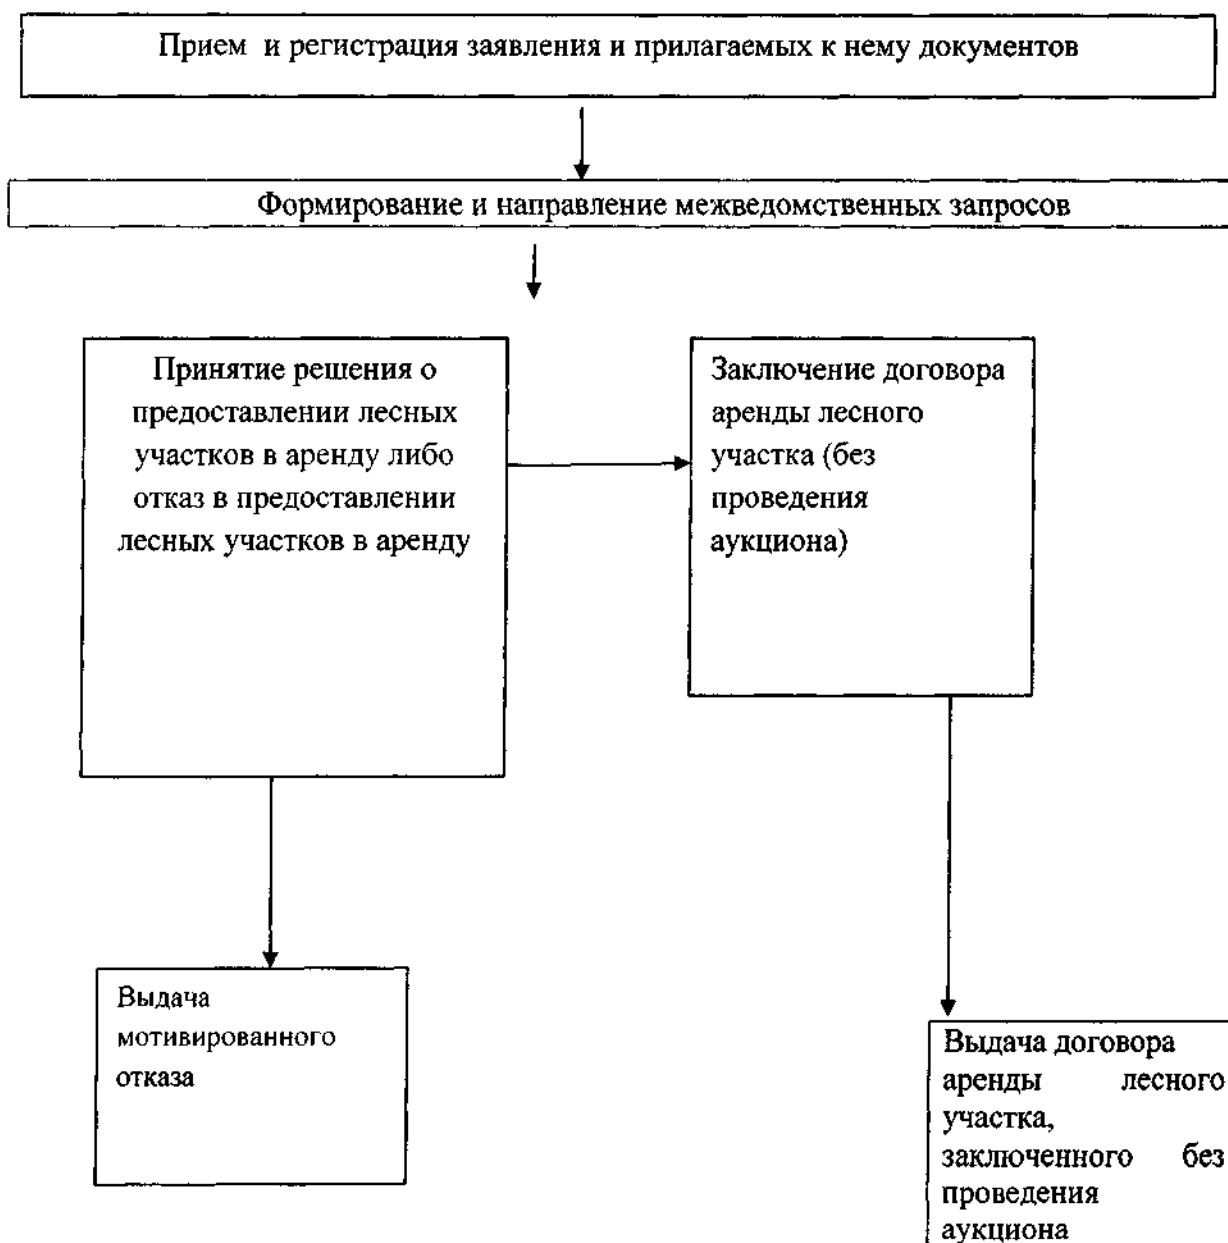 Прием и регистрация заявления и прилагаемых к нему документов
Формирование и направление межведомственных запросов
Принятие решения о
предоставлении лесных
участков в аренду либо
отказ в предоставлении
лесных участков в аренду
Заключение договора
аренды лесного
участка (без
проведения
аукциона)
Выдача
мотивированного
отказа
Выдача договора
аренды лесного
участка,
заключенного без
проведения
аукциона